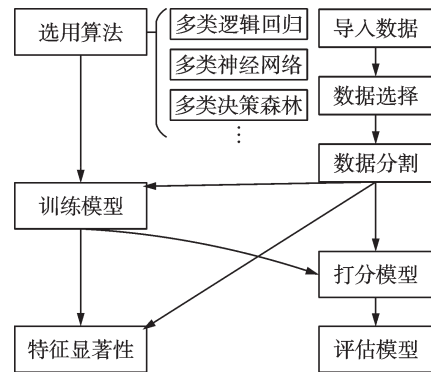 选用算法
多类逻辑回归
多类神经网络
多类决策森林
⋮
导入数据
数据选择
数据分割
训练模型
打分模型
特征显著性
评估模型